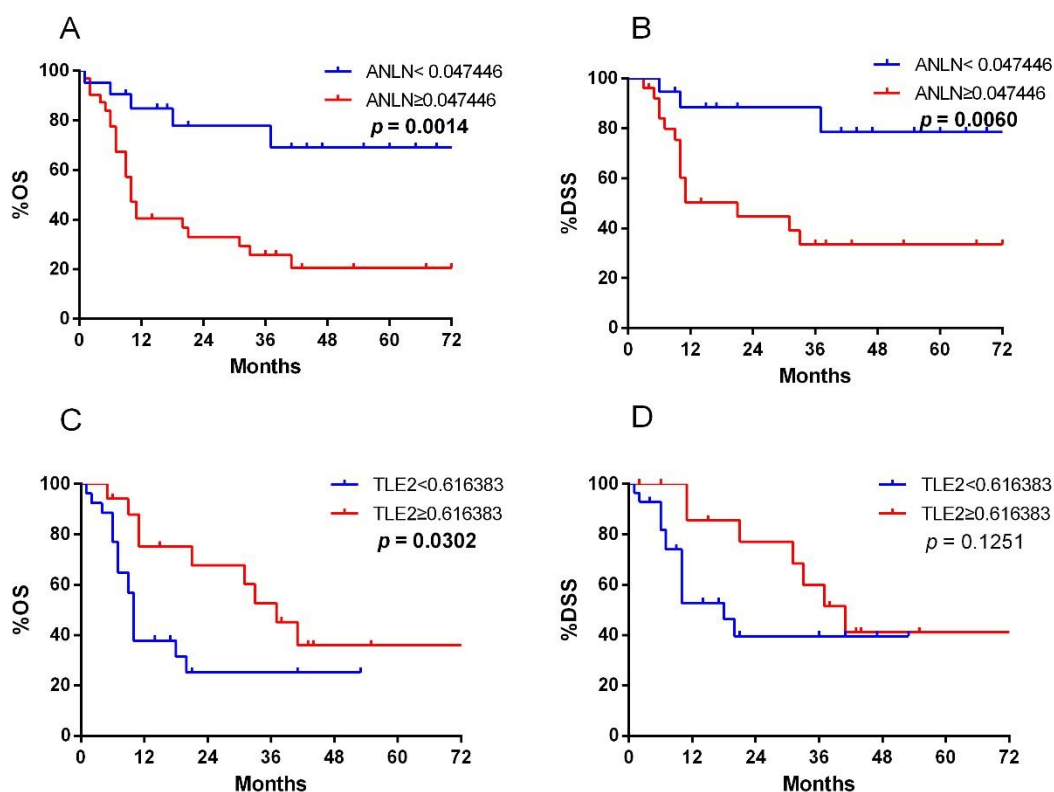 A
ANLN< 0.047446
ANLN≥0.047446
p = 0.0014
%OS
100
80
60
40
20
0
0 12 24 36 48 60 72
Months
B
ANLN< 0.047446
ANLN≥0.047446
p = 0.0060
%DSS
100
80
60
40
20
0
0 12 24 36 48 60 72
Months
C
TLE2<0.616383
TLE2≥0.616383
p = 0.0302
%OS
100
80
60
40
20
0
0 12 24 36 48 60 72
Months
D
TLE2<0.616383
TLE2≥0.616383
p = 0.1251
%DSS
100
80
60
40
20
0
0 12 24 36 48 60 72
Months